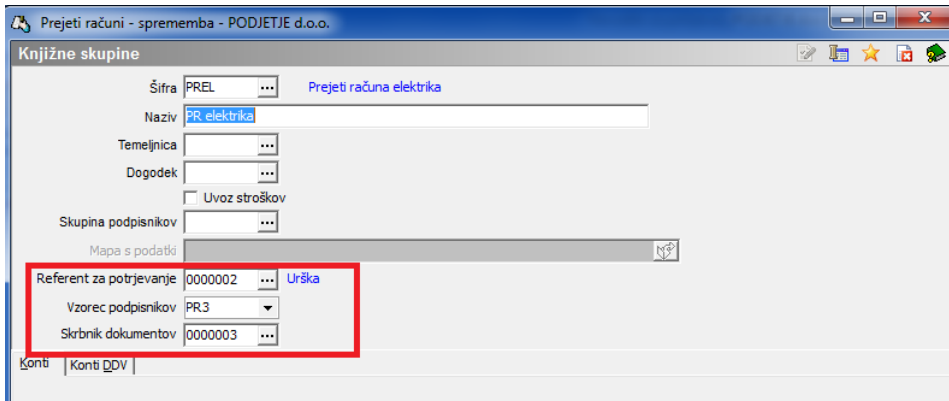 Prejeti računi - sprememba - PODJETJE d.o.o.
Knjižne skupine
Šifra PREL ... Prejeti računa elektrika
Naziv PR elektrika
Temeljnica ...
Dogodek ...
Uvoz stroškov
Skupina podpisnikov ...
Mapa s podatki
Referent za potrjevanje 0000002 ... Urška
Vzorec podpisnikov PR3
Skrbnik dokumentov 0000003 ...
Konti Konti DDV